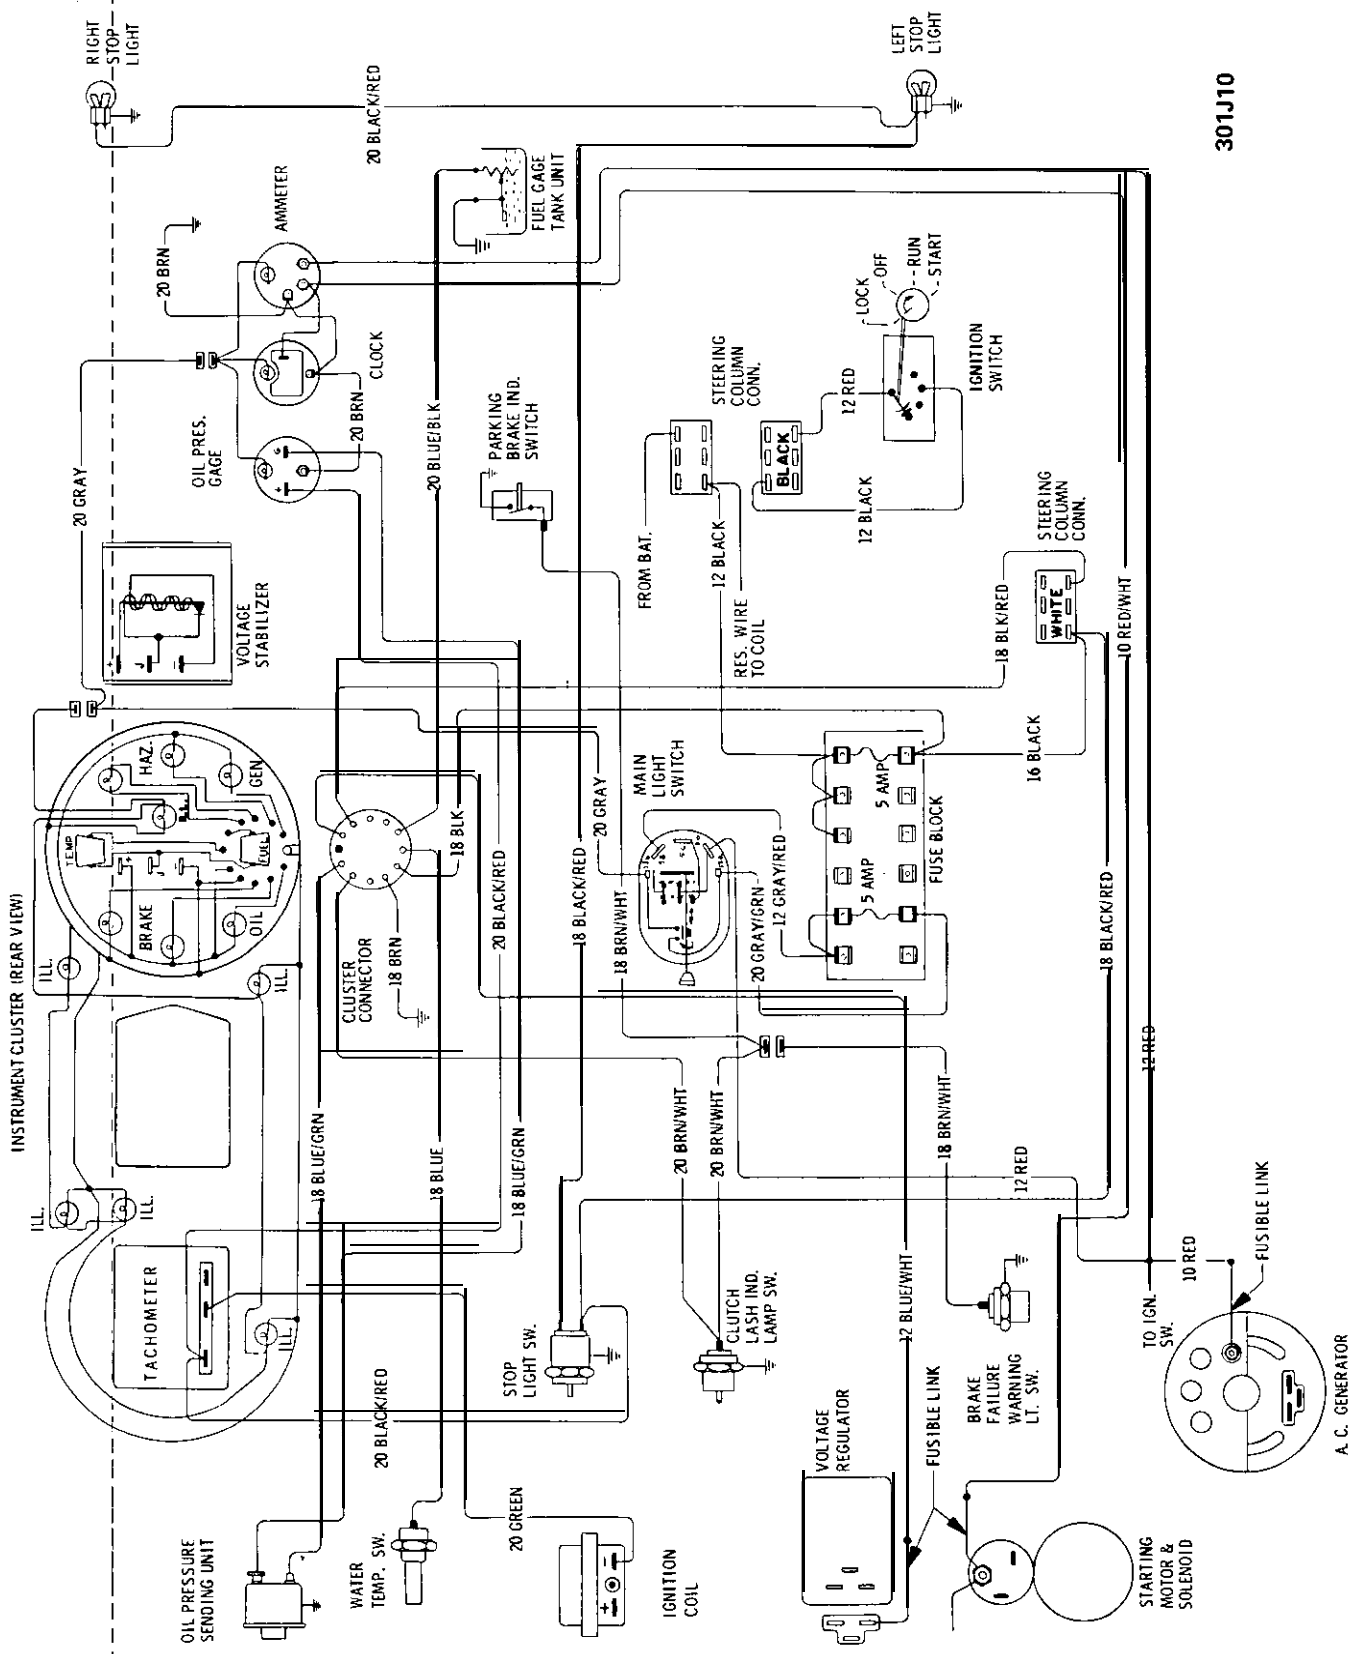 RIGHT
STOP
LIGHT
LEFT
STOP
LIGHT
20 BLACK/RED
301J10
AMMETER
20 BRN
FUEL GAGE
TANK UNIT
CLOCK
20 BRN
OIL PRES.
GAGE
20 GRAY
VOLTAGE
STABILIZER
PARKING
BRAKE IND.
SWITCH
20 BLUE/BLK
LOCK
OFF
RUN
START
IGNITION
SWITCH
STEERING
COLUMN
CONN.
12 RED
BLACK
12 BLACK
FROM BAT.
12 BLACK
RES. WIRE
TO COIL
STEERING
COLUMN
CONN.
WHITE
18 BLK/RED
10 RED/WHT
16 BLACK
INSTRUMENT CLUSTER (REAR VIEW)
TEMP
HAZ.
GEN
FUEL
BRAKE
OIL
ILL.
ILL.
ILL.
ILL.
ILL.
CLUSTER
CONNECTOR
18 BRN
18 BLK
20 BLACK/RED
18 BLACK/RED
20 GRAY
18 BRN/WHT
MAIN
LIGHT
SWITCH
12 GRAY/RED
20 GRAY/GRN
5 AMP
5 AMP
FUSE BLOCK
18 BLACK/RED
12 RED
TACHOMETER
18 BLUE/GRN
18 BLUE
18 BLUE/GRN
20 BRN/WHT
20 BRN/WHT
18 BRN/WHT
12 RED
STOP
LIGHT SW.
CLUTCH
LASH IND.
LAMP SW.
12 BLUE/WHT
BRAKE
FAILURE
WARNING
LT. SW.
TO IGN.
SW.
10 RED
FUSIBLE LINK
A.C. GENERATOR
20 BLACK/RED
OIL PRESSURE
SENDING UNIT
WATER
TEMP. SW.
20 GREEN
IGNITION
COIL
VOLTAGE
REGULATOR
FUSIBLE LINK
STARTING
MOTOR &
SOLENOID